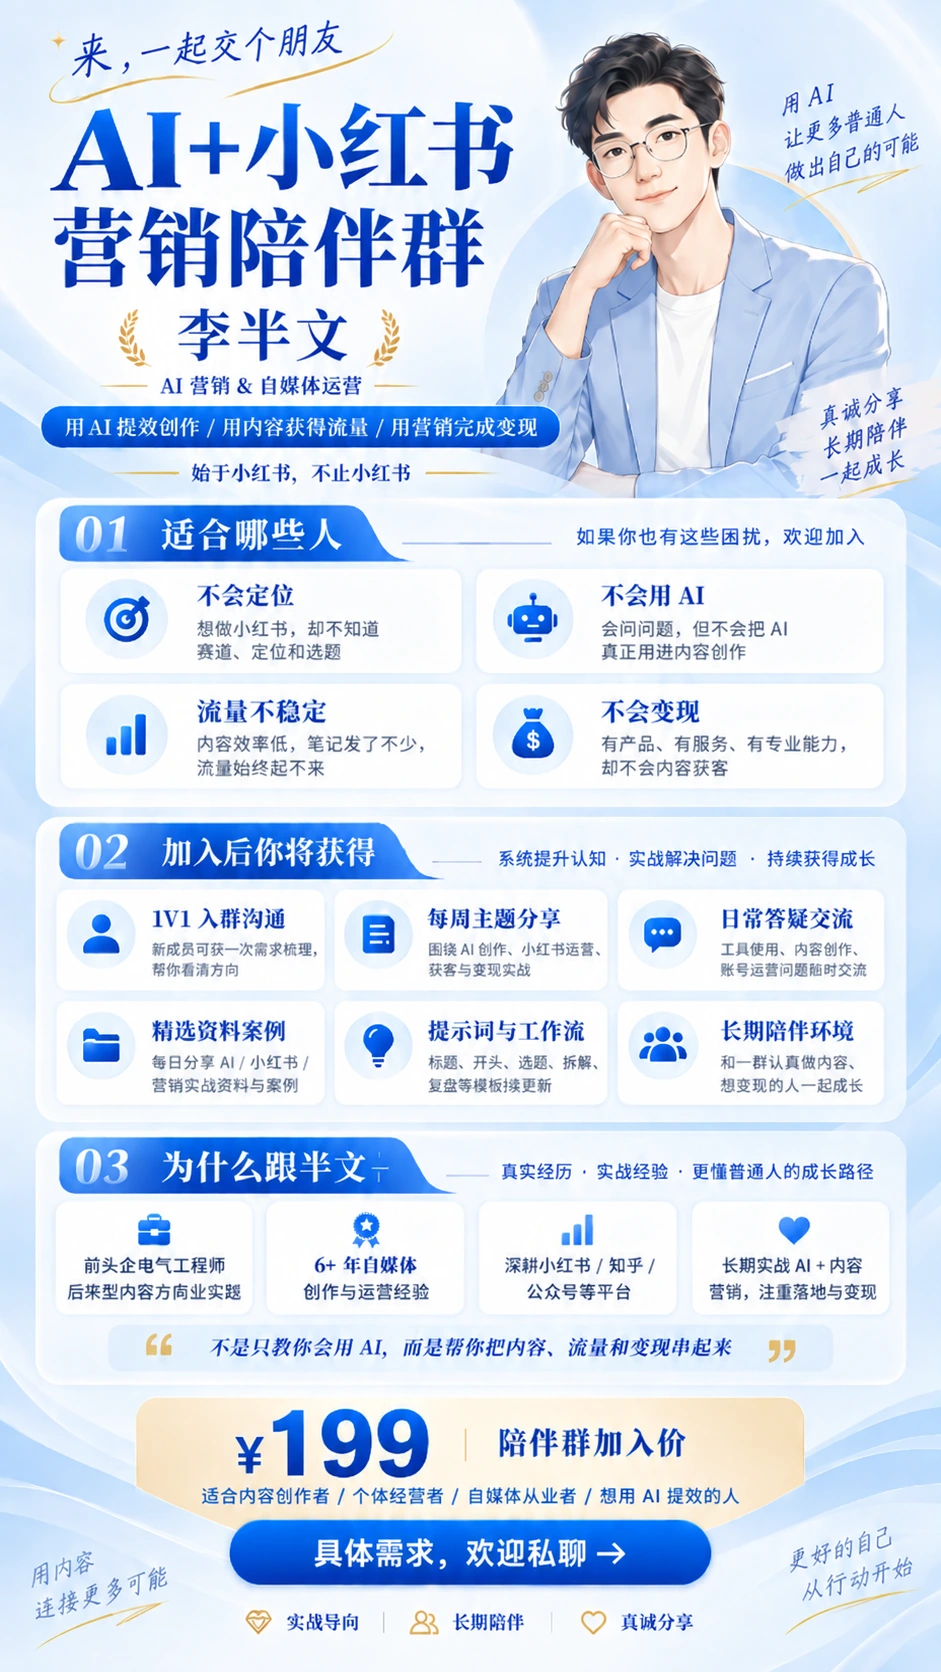 来，一起交个朋友
AI+小红书
营销陪伴群
李半文
AI 营销 & 自媒体运营
用 AI 提效创作 / 用内容获得流量 / 用营销完成变现
始于小红书，不止小红书
用 AI
让更多普通人
做出自己的可能
真诚分享
长期陪伴
一起成长
01 适合哪些人
如果你也有这些困扰，欢迎加入
不会定位
想做小红书，却不知道
赛道、定位和选题
不会用 AI
会问问题，但不会把 AI
真正用进内容创作
流量不稳定
内容效率低，笔记发了不少，
流量始终起不来
不会变现
有产品、有服务、有专业能力，
却不会内容获客
02 加入后你将获得
系统提升认知 · 实战解决问题 · 持续获得成长
1V1 入群沟通
新成员可获一次需求梳理，
帮你看清方向
每周主题分享
围绕 AI 创作、小红书运营、
获客与变现实战
日常答疑交流
工具使用、内容创作、
账号运营问题随时交流
精选资料案例
每日分享 AI / 小红书 /
营销实战资料与案例
提示词与工作流
标题、开头、选题、拆解、
复盘等模板续更新
长期陪伴环境
和一群认真做内容、
想变现的人一起成长
03 为什么跟半文
真实经历 · 实战经验 · 更懂普通人的成长路径
前头企电气工程师
后来型内容方向业实践
6+ 年自媒体
创作与运营经验
深耕小红书 / 知乎 /
公众号等平台
长期实战 AI + 内容
营销，注重落地与变现
“ 不是只教你会用 AI，而是帮你把内容、流量和变现串起来 ”
¥199
陪伴群加入价
适合内容创作者 / 个体经营者 / 自媒体从业者 / 想用 AI 提效的人
具体需求，欢迎私聊 →
用内容
连接更多可能
更好的自己
从行动开始
实战导向
长期陪伴
真诚分享